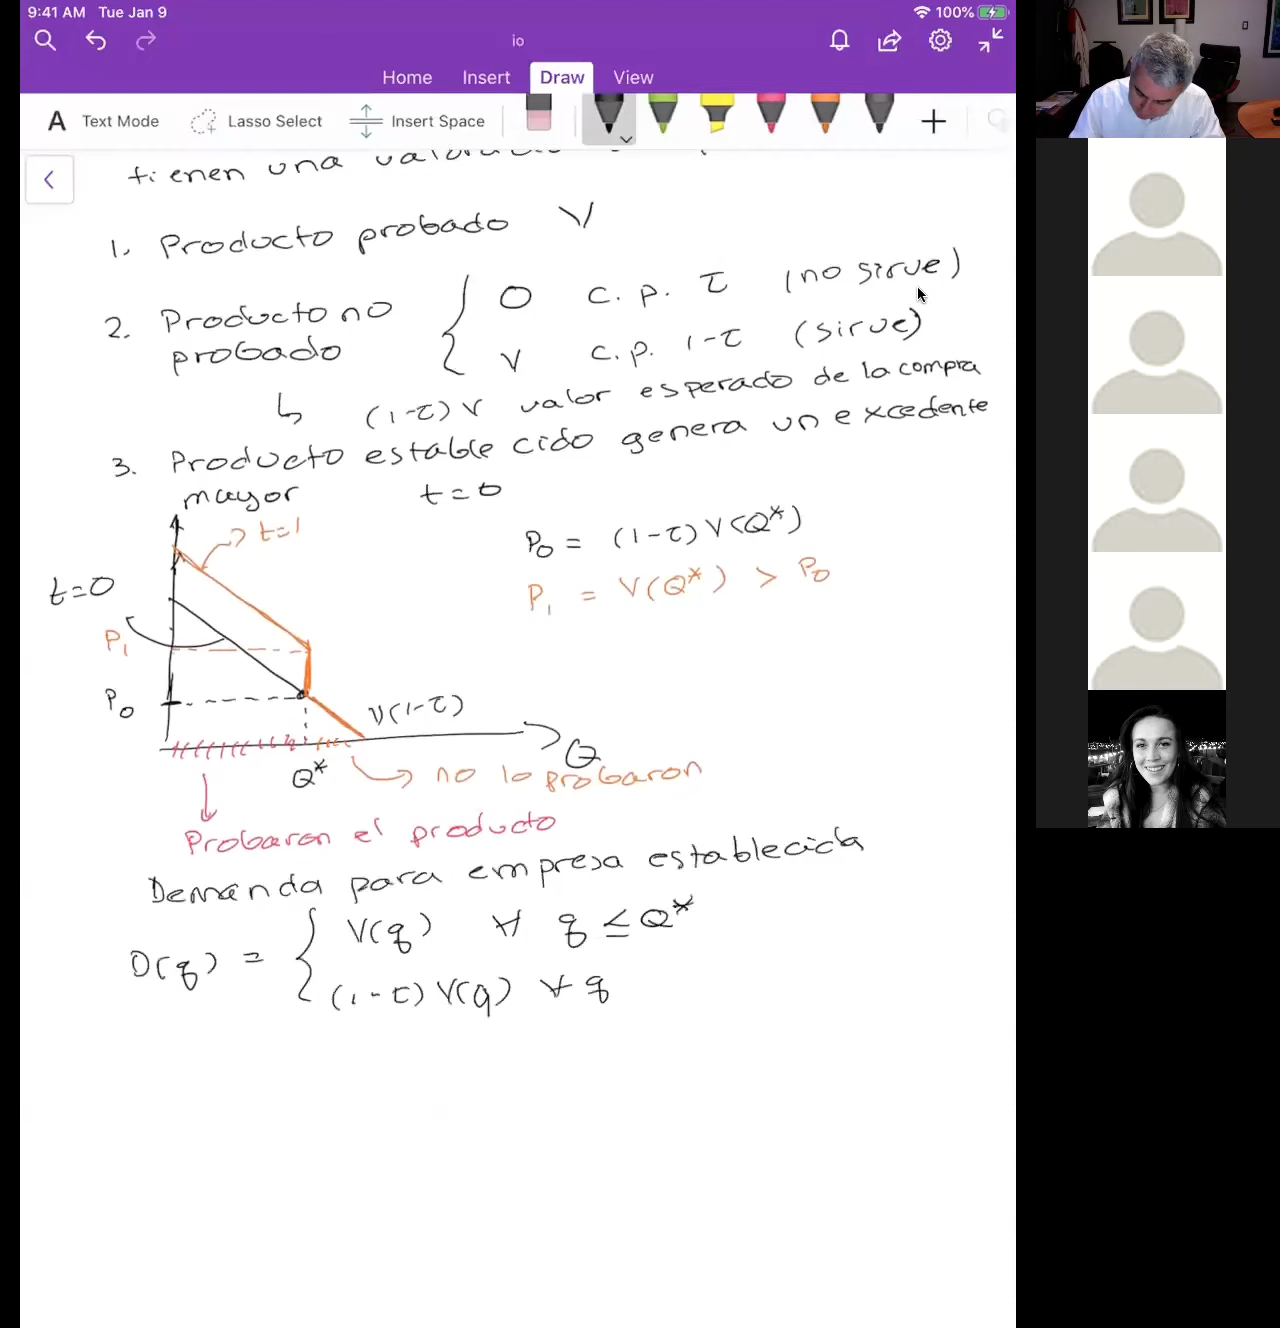 9:41 AM Tue Jan 9
100%
io
Home Insert Draw View
A Text Mode Lasso Select Insert Space
tienen una
1. Producto probado V
2. Producto no probado { 0 c.p. τ (no sirve)
V c.p. 1-τ (sirve)
↳ (1-τ) V valor esperado de la compra
3. Producto establecido genera un excedente
mayor t=0
t=1
P₀ = (1-τ) V(Q*)
t=0
P₁ = V(Q*) > P₀
P₁
P₀
V(1-τ)
Q
Q*
no lo probaron
Probaron el producto
Demanda para empresa establecida
D(q) = { V(q) ∀ q ≤ Q*
(1-τ) V(q) ∀ q